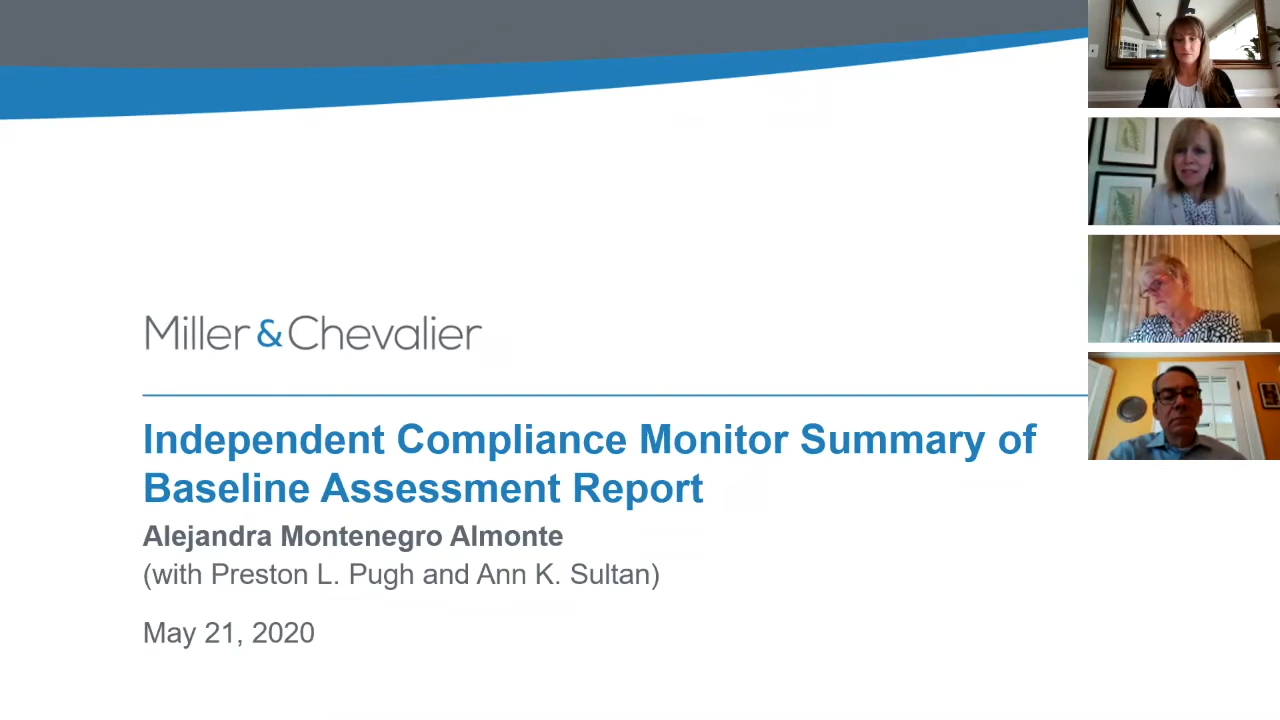 Miller & Chevalier
Independent Compliance Monitor Summary of
Baseline Assessment Report
Alejandra Montenegro Almonte
(with Preston L. Pugh and Ann K. Sultan)
May 21, 2020